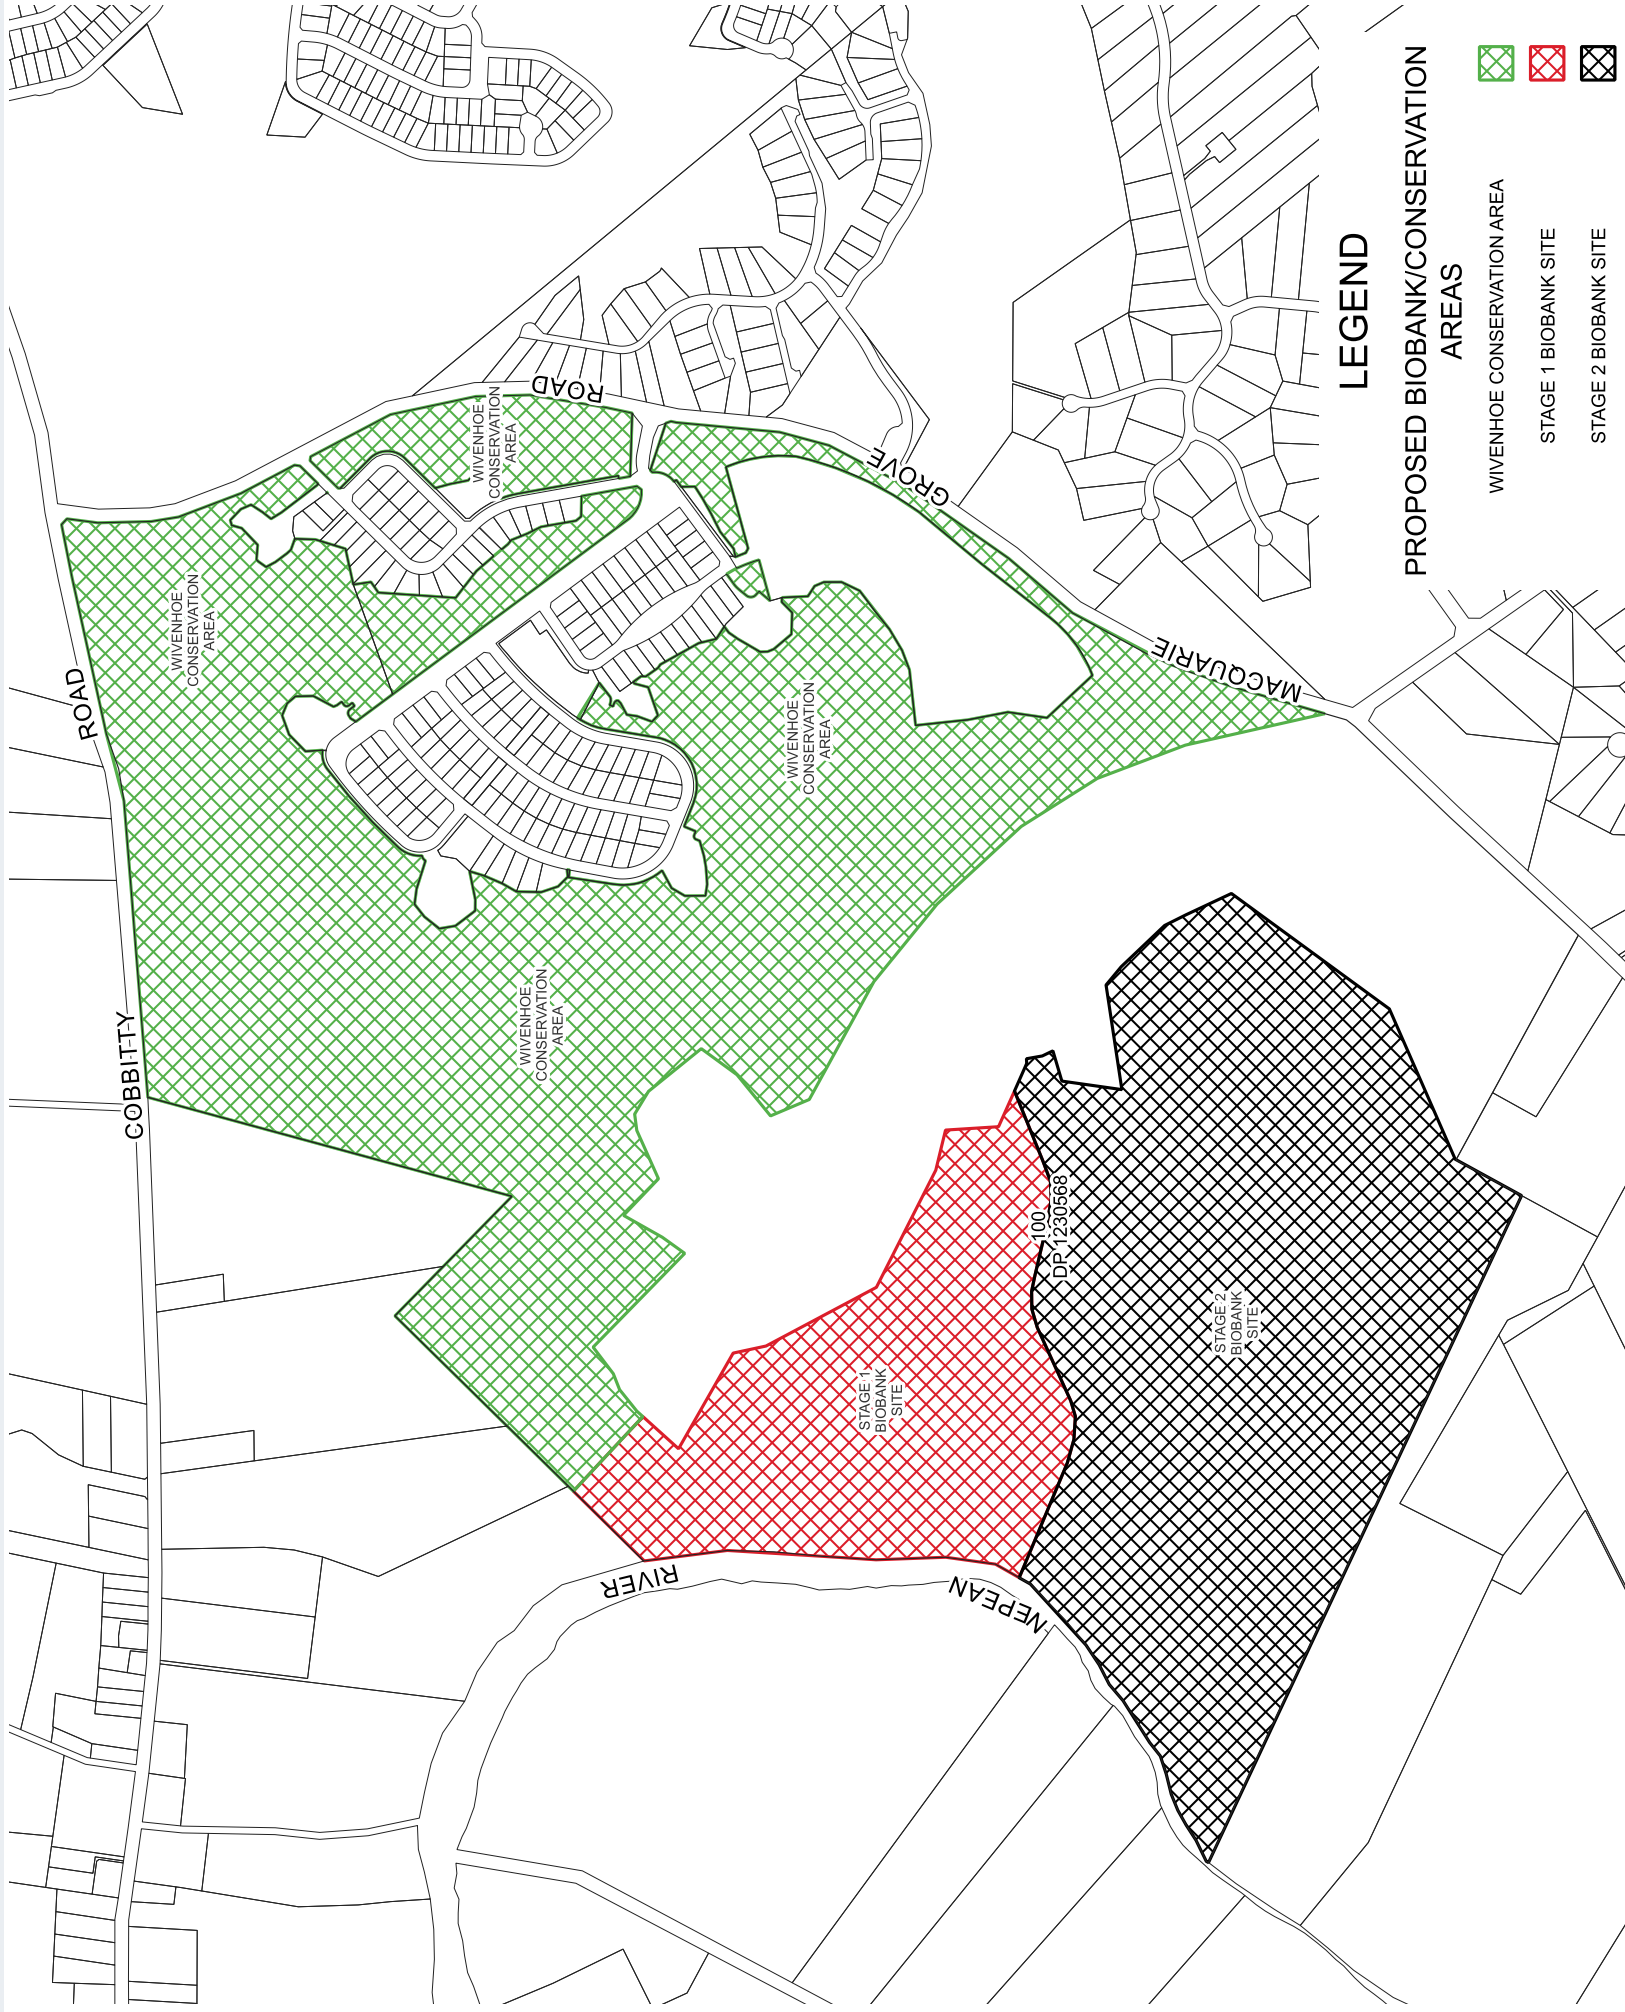 LEGEND
PROPOSED BIOBANK/CONSERVATION
AREAS
WIVENHOE CONSERVATION AREA
STAGE 1 BIOBANK SITE
STAGE 2 BIOBANK SITE
COBBITTY
ROAD
MACQUARIE
GROVE
ROAD
NEPEAN
RIVER
WIVENHOE
CONSERVATION
AREA
WIVENHOE
CONSERVATION
AREA
WIVENHOE
CONSERVATION
AREA
WIVENHOE
CONSERVATION
AREA
100
DP 1230568
STAGE 1
BIOBANK
SITE
STAGE 2
BIOBANK
SITE